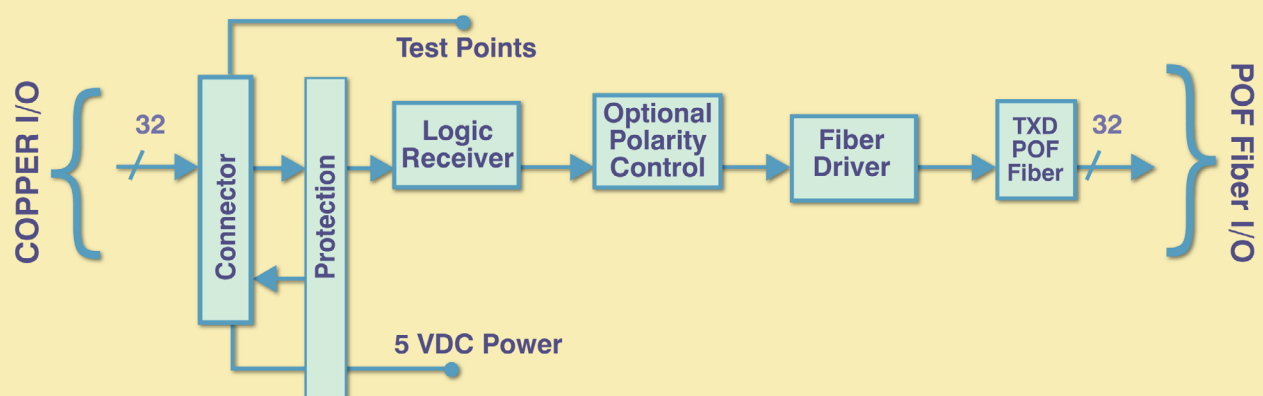 COPPER I/O
32
Connector
Test Points
Protection
Logic
Receiver
Optional
Polarity
Control
Fiber
Driver
TXD
POF
Fiber
32
POF Fiber I/O
5 VDC Power